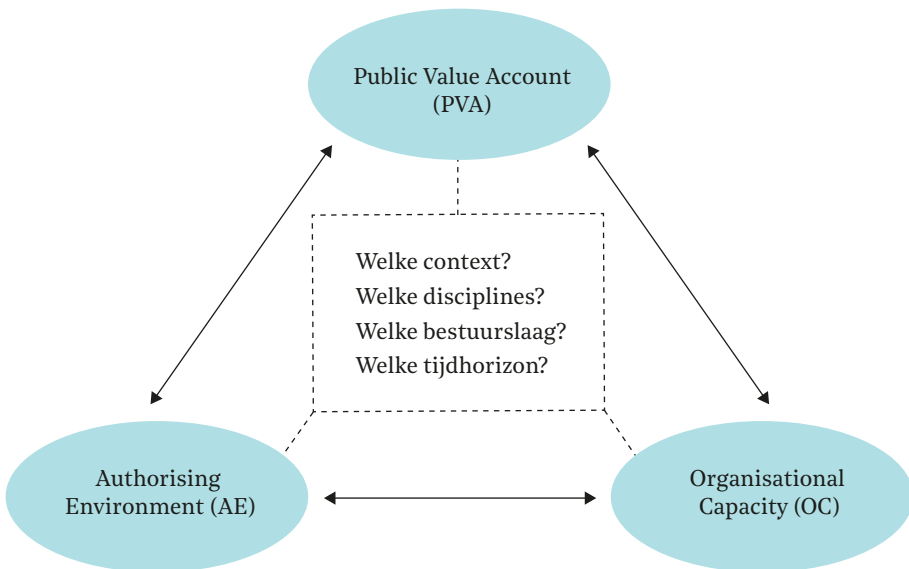 Public Value Account
(PVA)
Welke context?
Welke disciplines?
Welke bestuurslaag?
Welke tijdhorizon?
Authorising
Environment (AE)
Organisational
Capacity (OC)